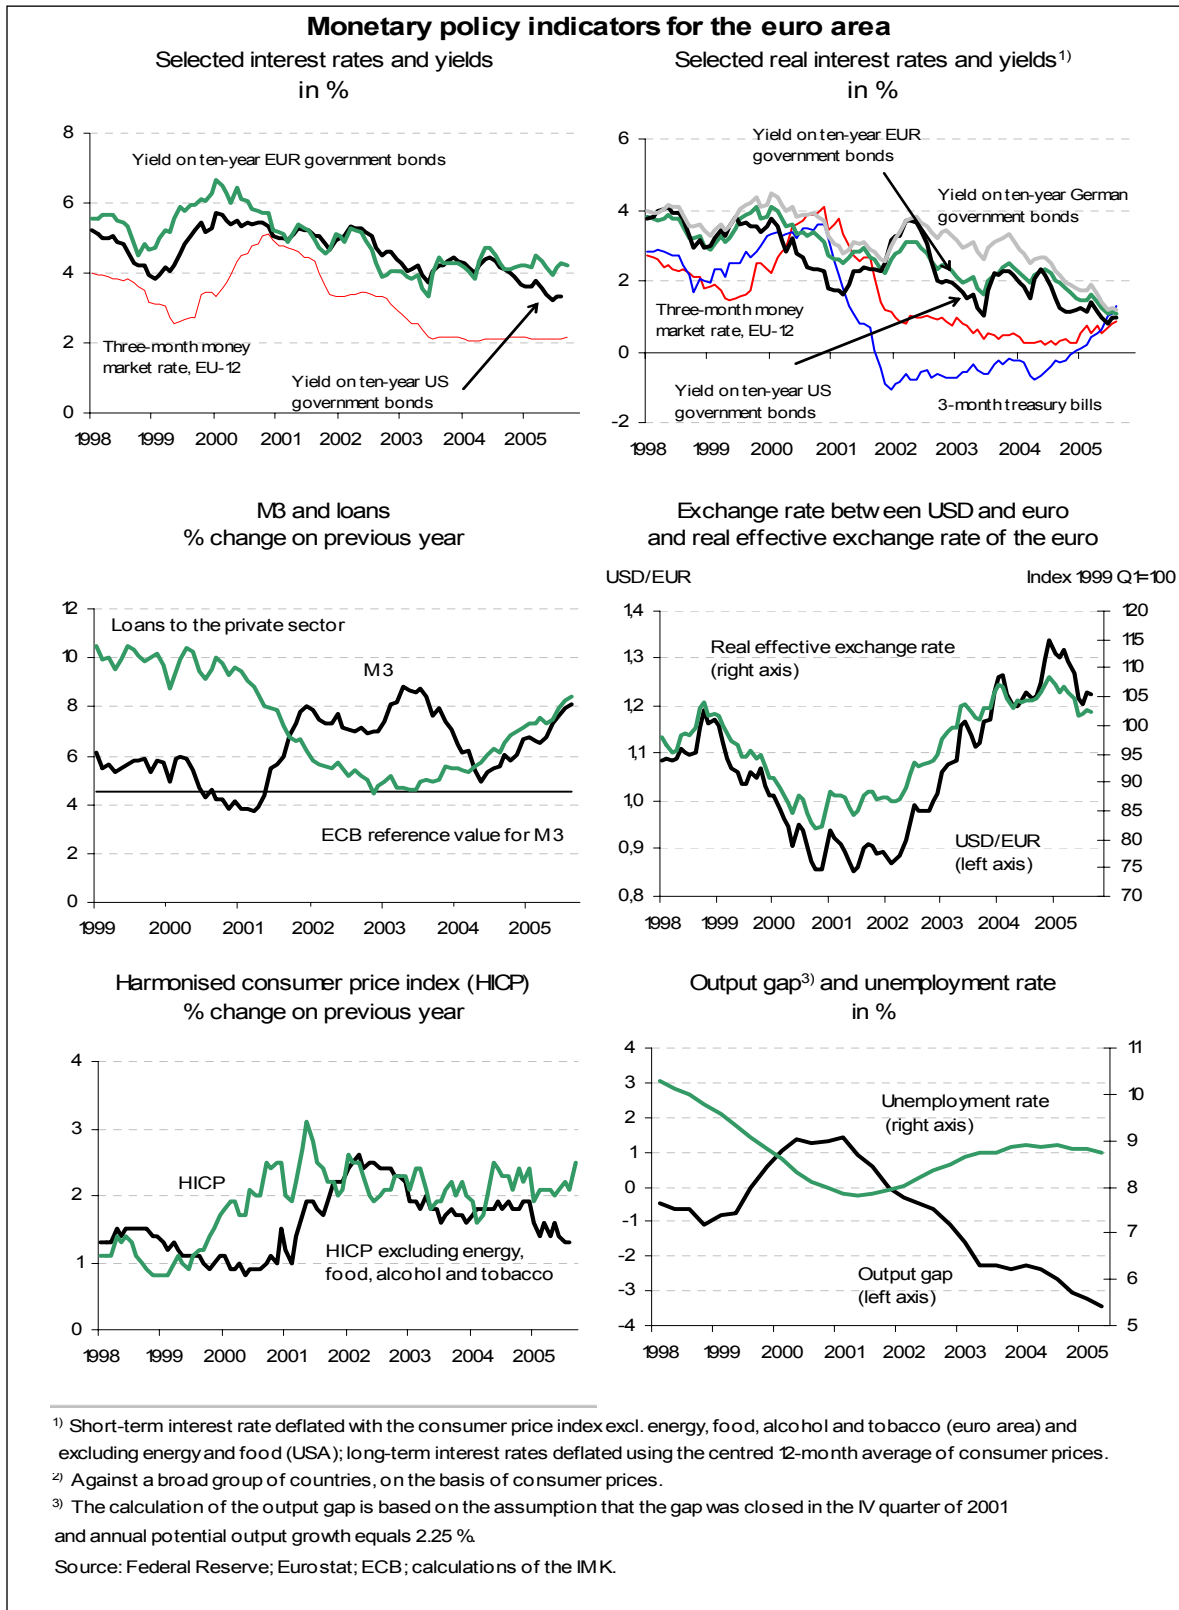 Monetary policy indicators for the euro area
Selected interest rates and yields
in %
8
6
4
2
0
1998 1999 2000 2001 2002 2003 2004 2005
Yield on ten-year EUR government bonds
Three-month money
market rate, EU-12
Yield on ten-year US
government bonds
Selected real interest rates and yields1)
in %
6
4
2
0
-2
1998 1999 2000 2001 2002 2003 2004 2005
Yield on ten-year EUR
government bonds
Yield on ten-year German
government bonds
Three-month money
market rate, EU-12
Yield on ten-year US
government bonds
3-month treasury bills
M3 and loans
% change on previous year
12
10
8
6
4
2
0
1999 2000 2001 2002 2003 2004 2005
Loans to the private sector
M3
ECB reference value for M3
Exchange rate between USD and euro
and real effective exchange rate of the euro
USD/EUR
Index 1999 Q1=100
1,4
1,3
1,2
1,1
1,0
0,9
0,8
120
115
110
105
100
95
90
85
80
75
70
1998 1999 2000 2001 2002 2003 2004 2005
Real effective exchange rate
(right axis)
USD/EUR
(left axis)
Harmonised consumer price index (HICP)
% change on previous year
4
3
2
1
0
1998 1999 2000 2001 2002 2003 2004 2005
HICP
HICP excluding energy,
food, alcohol and tobacco
Output gap3) and unemployment rate
in %
4
3
2
1
0
-1
-2
-3
-4
11
10
9
8
7
6
5
1998 1999 2000 2001 2002 2003 2004 2005
Unemployment rate
(right axis)
Output gap
(left axis)
1) Short-term interest rate deflated with the consumer price index excl. energy, food, alcohol and tobacco (euro area) and
excluding energy and food (USA); long-term interest rates deflated using the centred 12-month average of consumer prices.
2) Against a broad group of countries, on the basis of consumer prices.
3) The calculation of the output gap is based on the assumption that the gap was closed in the IV quarter of 2001
and annual potential output growth equals 2.25 %.
Source: Federal Reserve; Eurostat; ECB; calculations of the IMK.